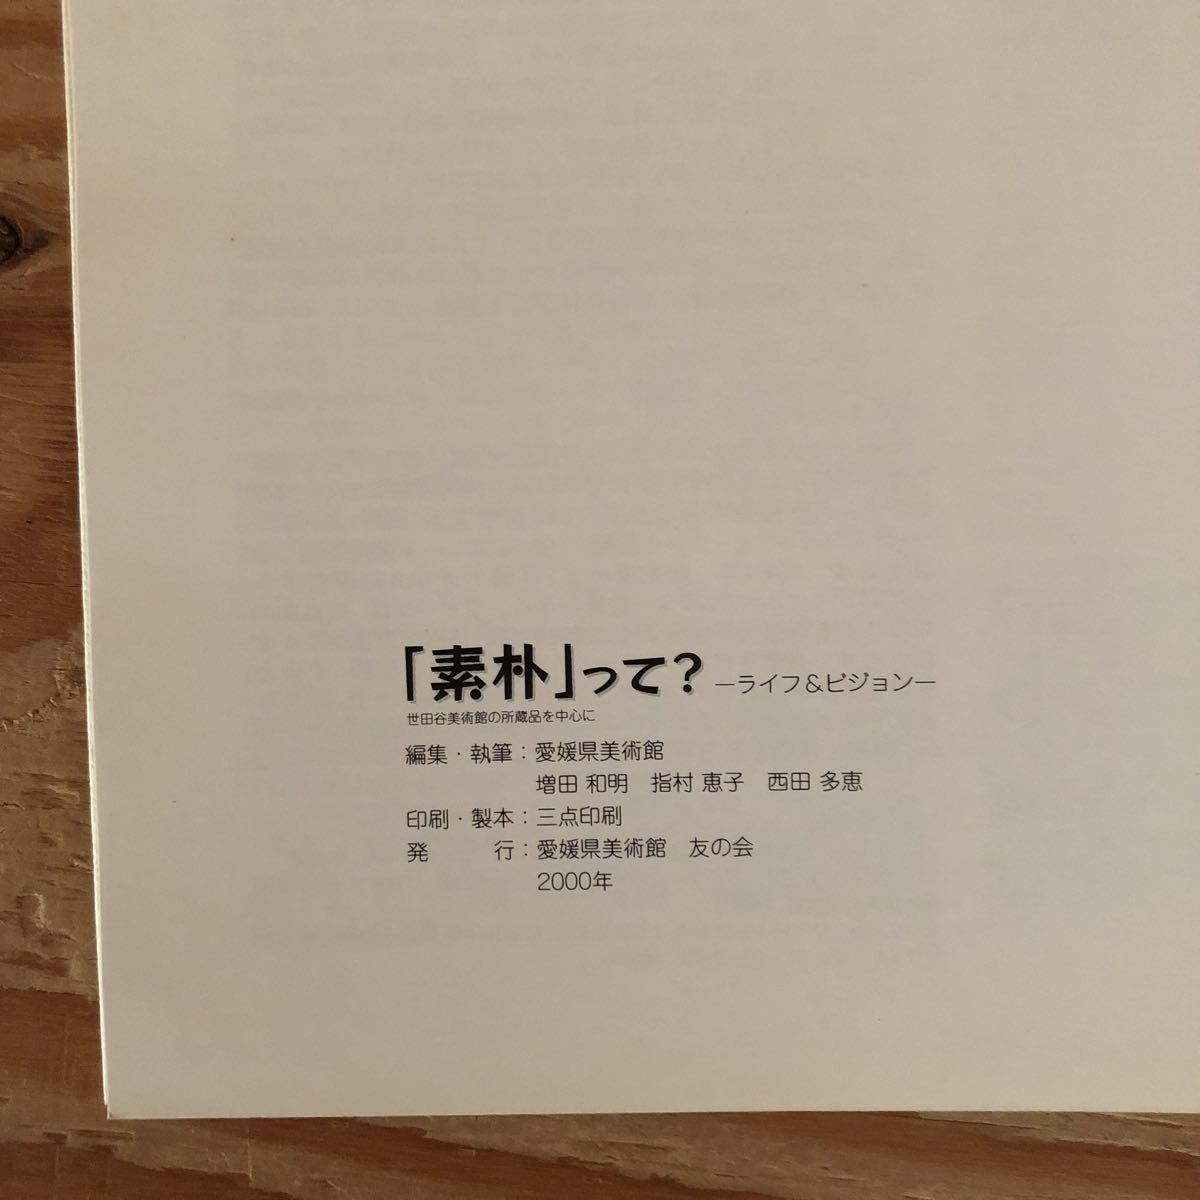 「素朴」って？ ―ライフ＆ビジョン―
世田谷美術館の所蔵品を中心に
編集・執筆：愛媛県美術館
増田 和明　指村 恵子　西田 多恵
印刷・製本：三点印刷
発　　行：愛媛県美術館　友の会
2000年